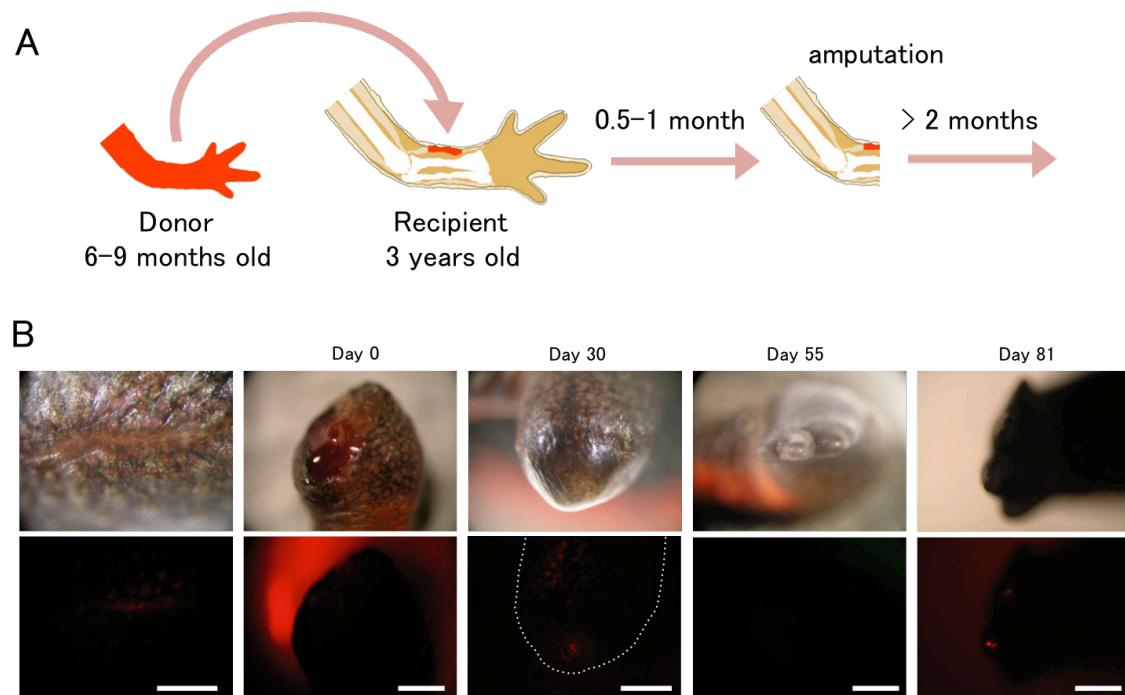 A
amputation
0.5-1 month
> 2 months
Donor
6-9 months old
Recipient
3 years old
B
Day 0
Day 30
Day 55
Day 81